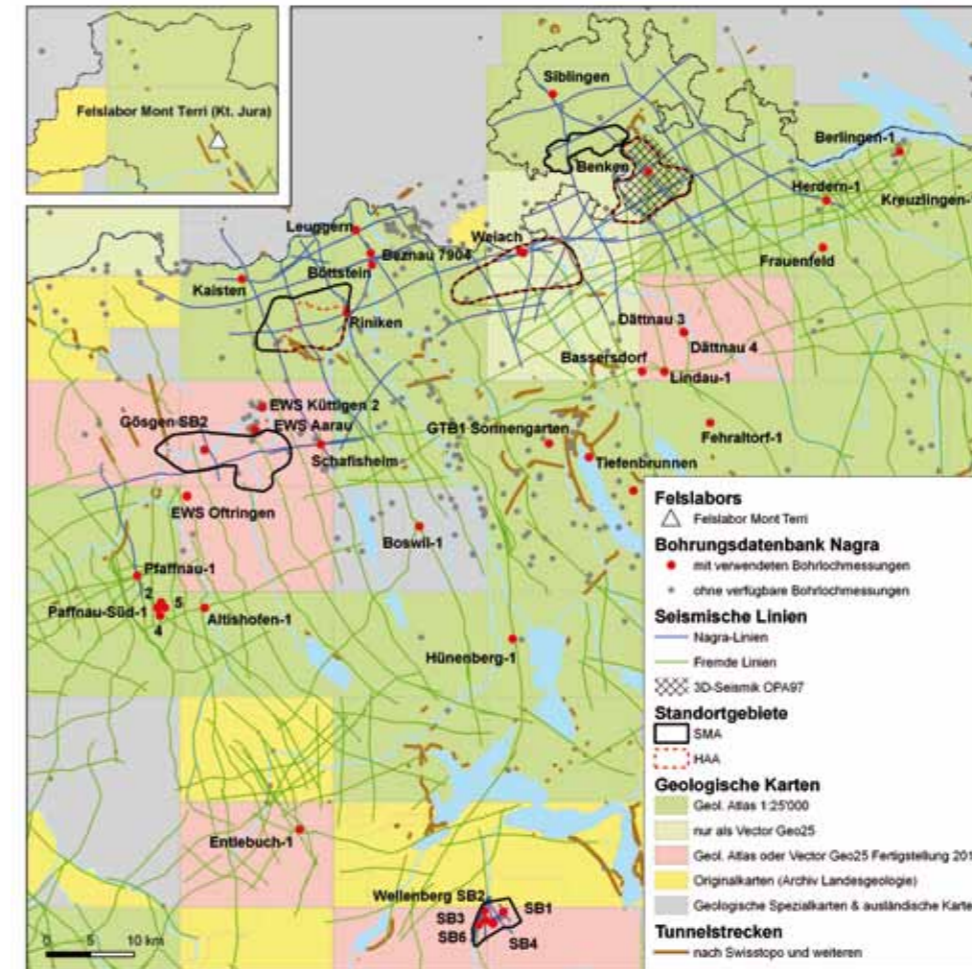 Felslabor Mont Terri (Kt. Jura)
Siblingen
Berlingen-1
Benken
Herdern-1
Kreuzlingen-
Leuggern
Weiach
Beznau 7904
Frauenfeld
Böttstein
Kaisten
Riniken
Dättnau 3
Dättnau 4
Bassersdorf
Lindau-1
EWS Küttigen 2
Gösgen SB2
EWS Aarau
GTB1 Sonnengarten
Fehraltorf-1
Schafisheim
Tiefenbrunnen
EWS Oftringen
Boswil-1
Pfaffnau-1
2
5
Paffnau-Süd-1
4
Altishofen-1
Hünenberg-1
Entlebuch-1
Wellenberg SB2
SB1
SB3
SB6
SB4
0 5 10 km
Felslabors
Felslabor Mont Terri
Bohrungsdatenbank Nagra
mit verwendeten Bohrlochmessungen
ohne verfügbare Bohrlochmessungen
Seismische Linien
Nagra-Linien
Fremde Linien
3D-Seismik OPA97
Standortgebiete
SMA
HAA
Geologische Karten
Geol. Atlas 1:25'000
nur als Vector Geo25
Geol. Atlas oder Vector Geo25 Fertigstellung 201
Originalkarten (Archiv Landesgeologie)
Geologische Spezialkarten & ausländische Karte
Tunnelstrecken
nach Swisstopo und weiteren